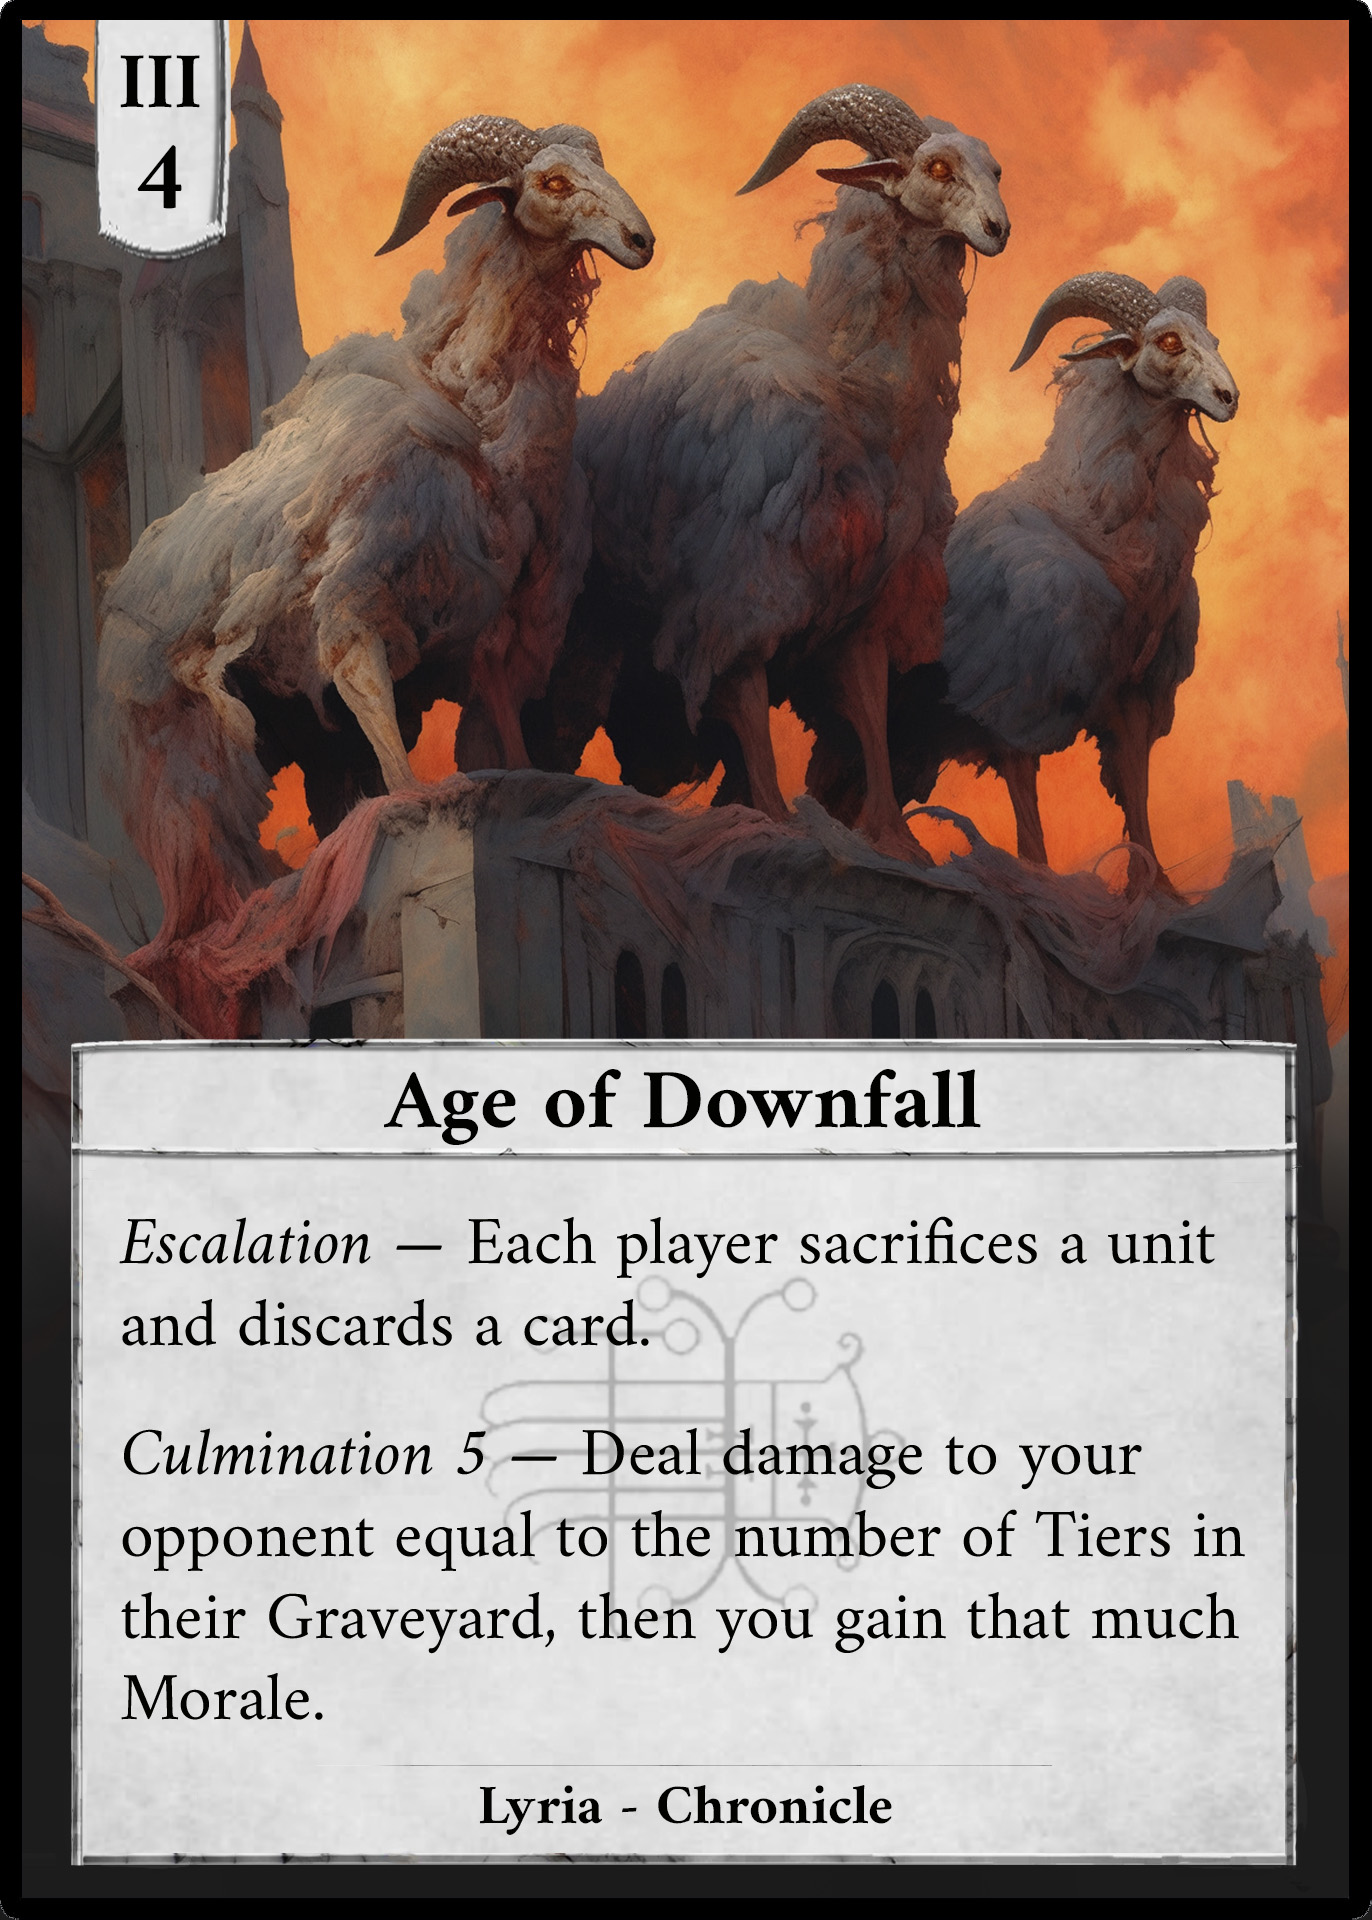 III
4
Age of Downfall
Escalation — Each player sacrifices a unit
and discards a card.
Culmination 5 — Deal damage to your
opponent equal to the number of Tiers in
their Graveyard, then you gain that much
Morale.
Lyria - Chronicle